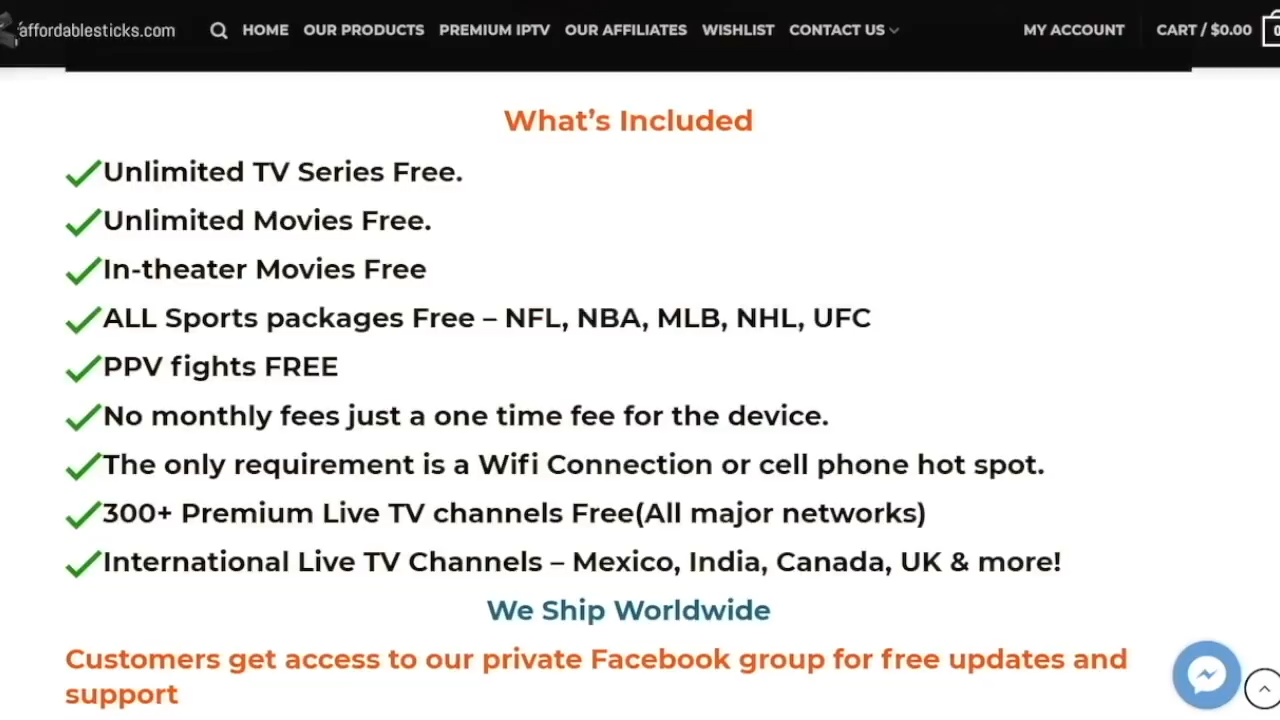 affordablesticks.com HOME OUR PRODUCTS PREMIUM IPTV OUR AFFILIATES WISHLIST CONTACT US MY ACCOUNT CART / $0.00 0
What's Included
Unlimited TV Series Free.
Unlimited Movies Free.
In-theater Movies Free
ALL Sports packages Free – NFL, NBA, MLB, NHL, UFC
PPV fights FREE
No monthly fees just a one time fee for the device.
The only requirement is a Wifi Connection or cell phone hot spot.
300+ Premium Live TV channels Free(All major networks)
International Live TV Channels – Mexico, India, Canada, UK & more!
We Ship Worldwide
Customers get access to our private Facebook group for free updates and
support